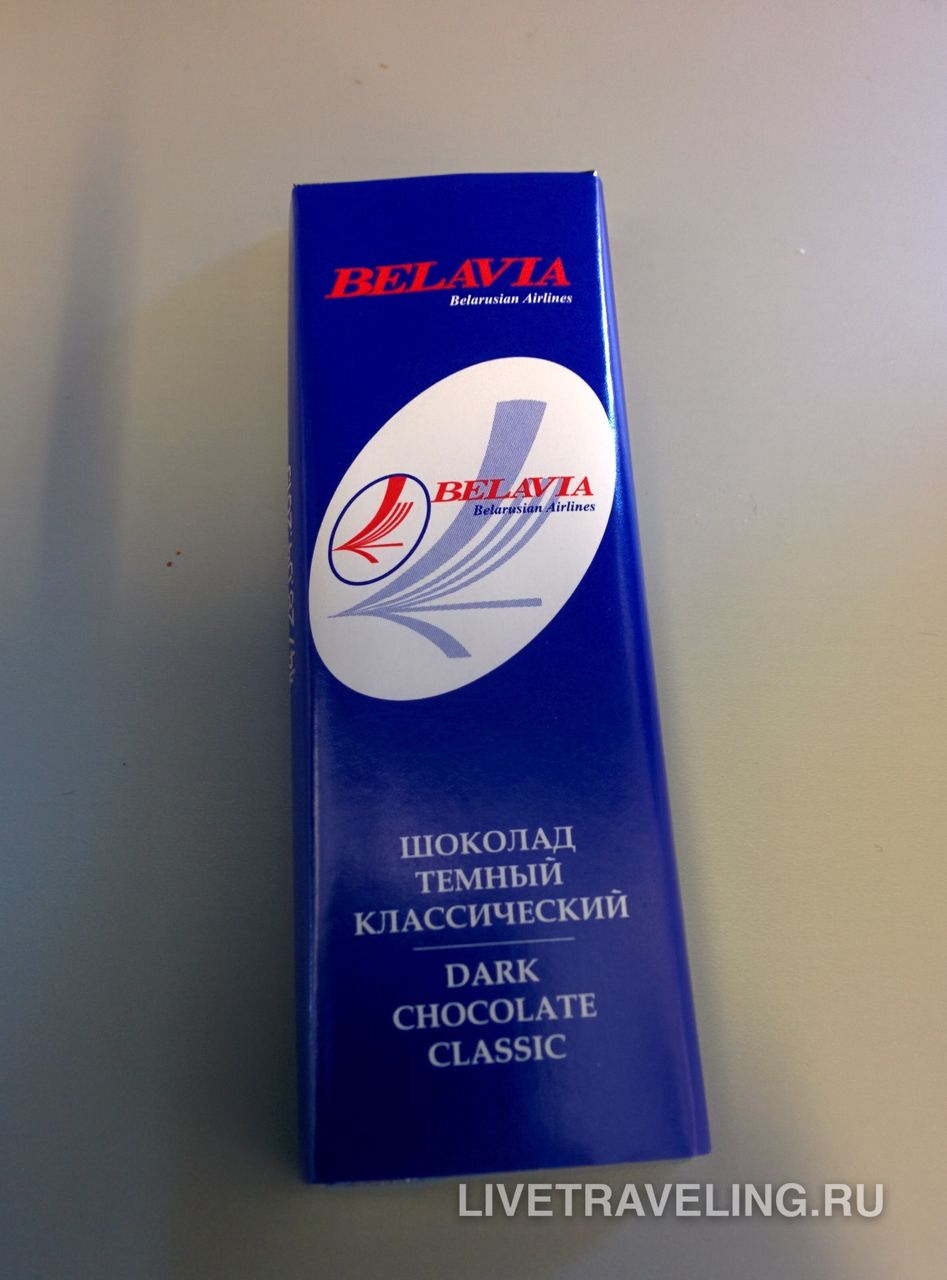 BELAVIA
Belarusian Airlines
BELAVIA
Belarusian Airlines
ШОКОЛАД
ТЕМНЫЙ
КЛАССИЧЕСКИЙ
DARK
CHOCOLATE
CLASSIC
LIVETRAVELING.RU